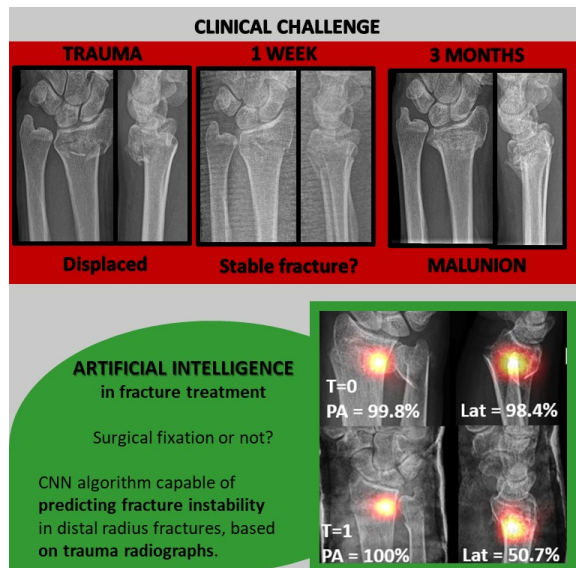 CLINICAL CHALLENGE
TRAUMA
1 WEEK
3 MONTHS
Displaced
Stable fracture?
MALUNION
ARTIFICIAL INTELLIGENCE
in fracture treatment
Surgical fixation or not?
CNN algorithm capable of
predicting fracture instability
in distal radius fractures, based
on trauma radiographs.
T=0
PA = 99.8%
Lat = 98.4%
T=1
PA = 100%
Lat = 50.7%